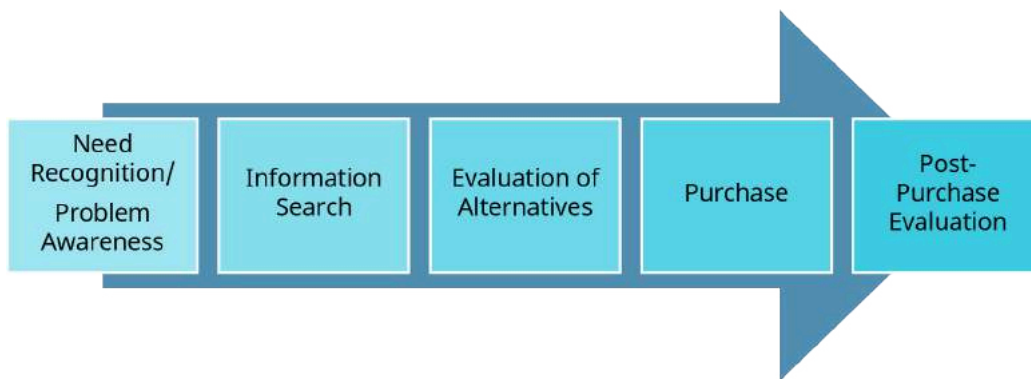 Need
Recognition/
Problem
Awareness
Information
Search
Evaluation of
Alternatives
Purchase
Post-
Purchase
Evaluation